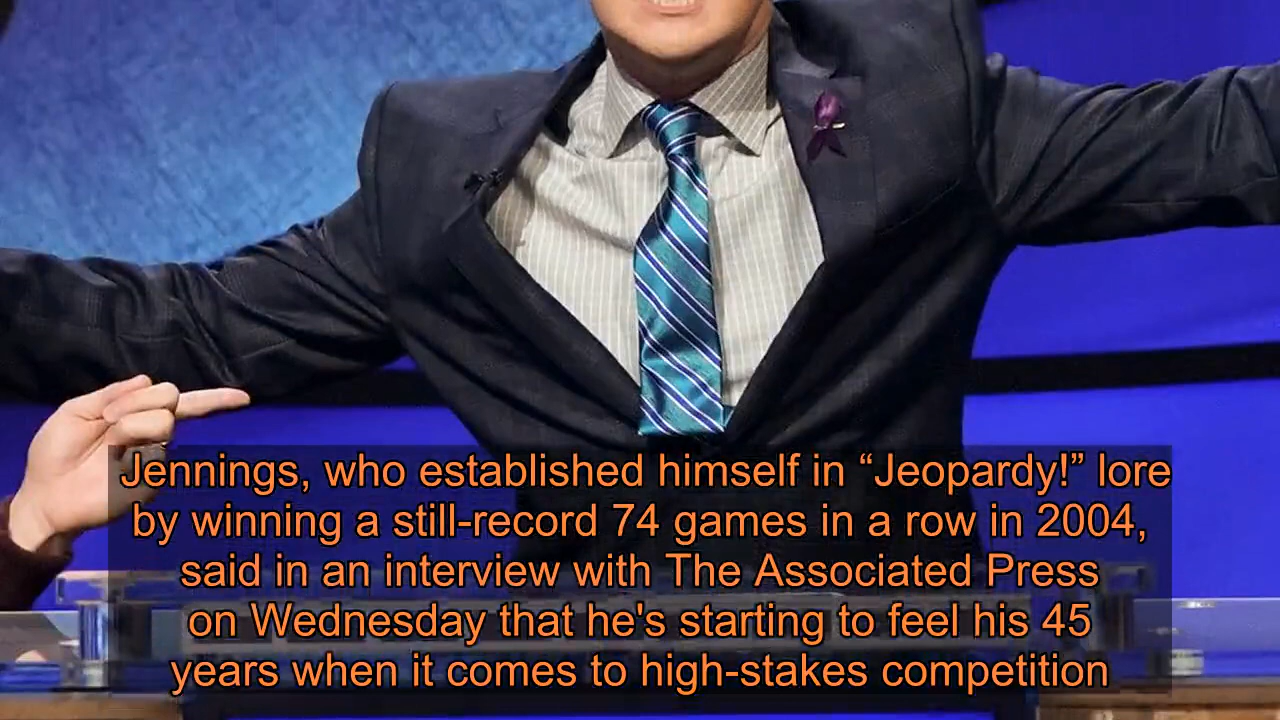 Jennings, who established himself in “Jeopardy!” lore
by winning a still-record 74 games in a row in 2004,
said in an interview with The Associated Press
on Wednesday that he's starting to feel his 45
years when it comes to high-stakes competition